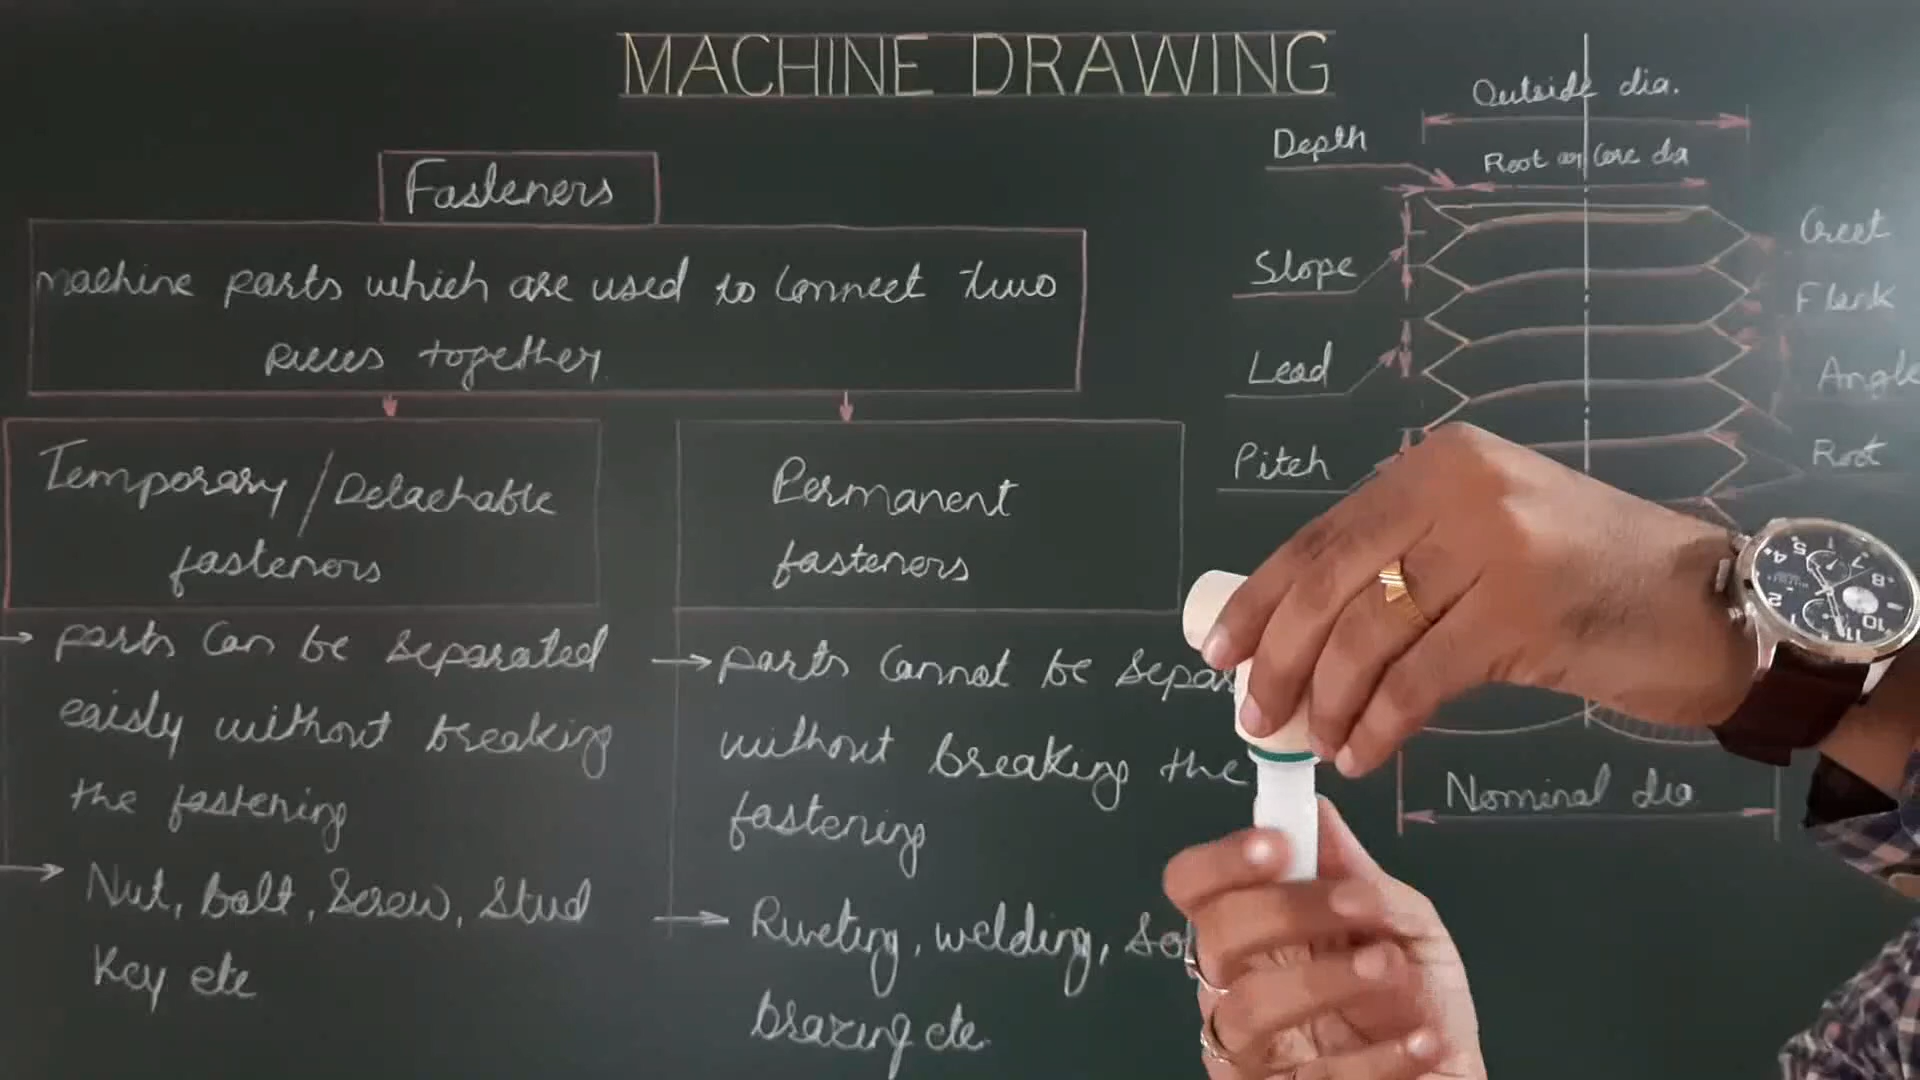 MACHINE DRAWING
Fasteners
machine parts which are used to connect two
pieces together
Temporary / Detachable
fasteners
parts can be separated
eaisly without breaking
the fastening
Nut, bolt, Screw, Stud
Key etc
Permanent
fasteners
parts cannot be separ
without breaking the
fastening
Riveting, welding, so
brazing etc.
Outside dia.
Depth
Root or Core dia
Slope
Lead
Pitch
Crest
Flank
Angle
Root
Nominal dia